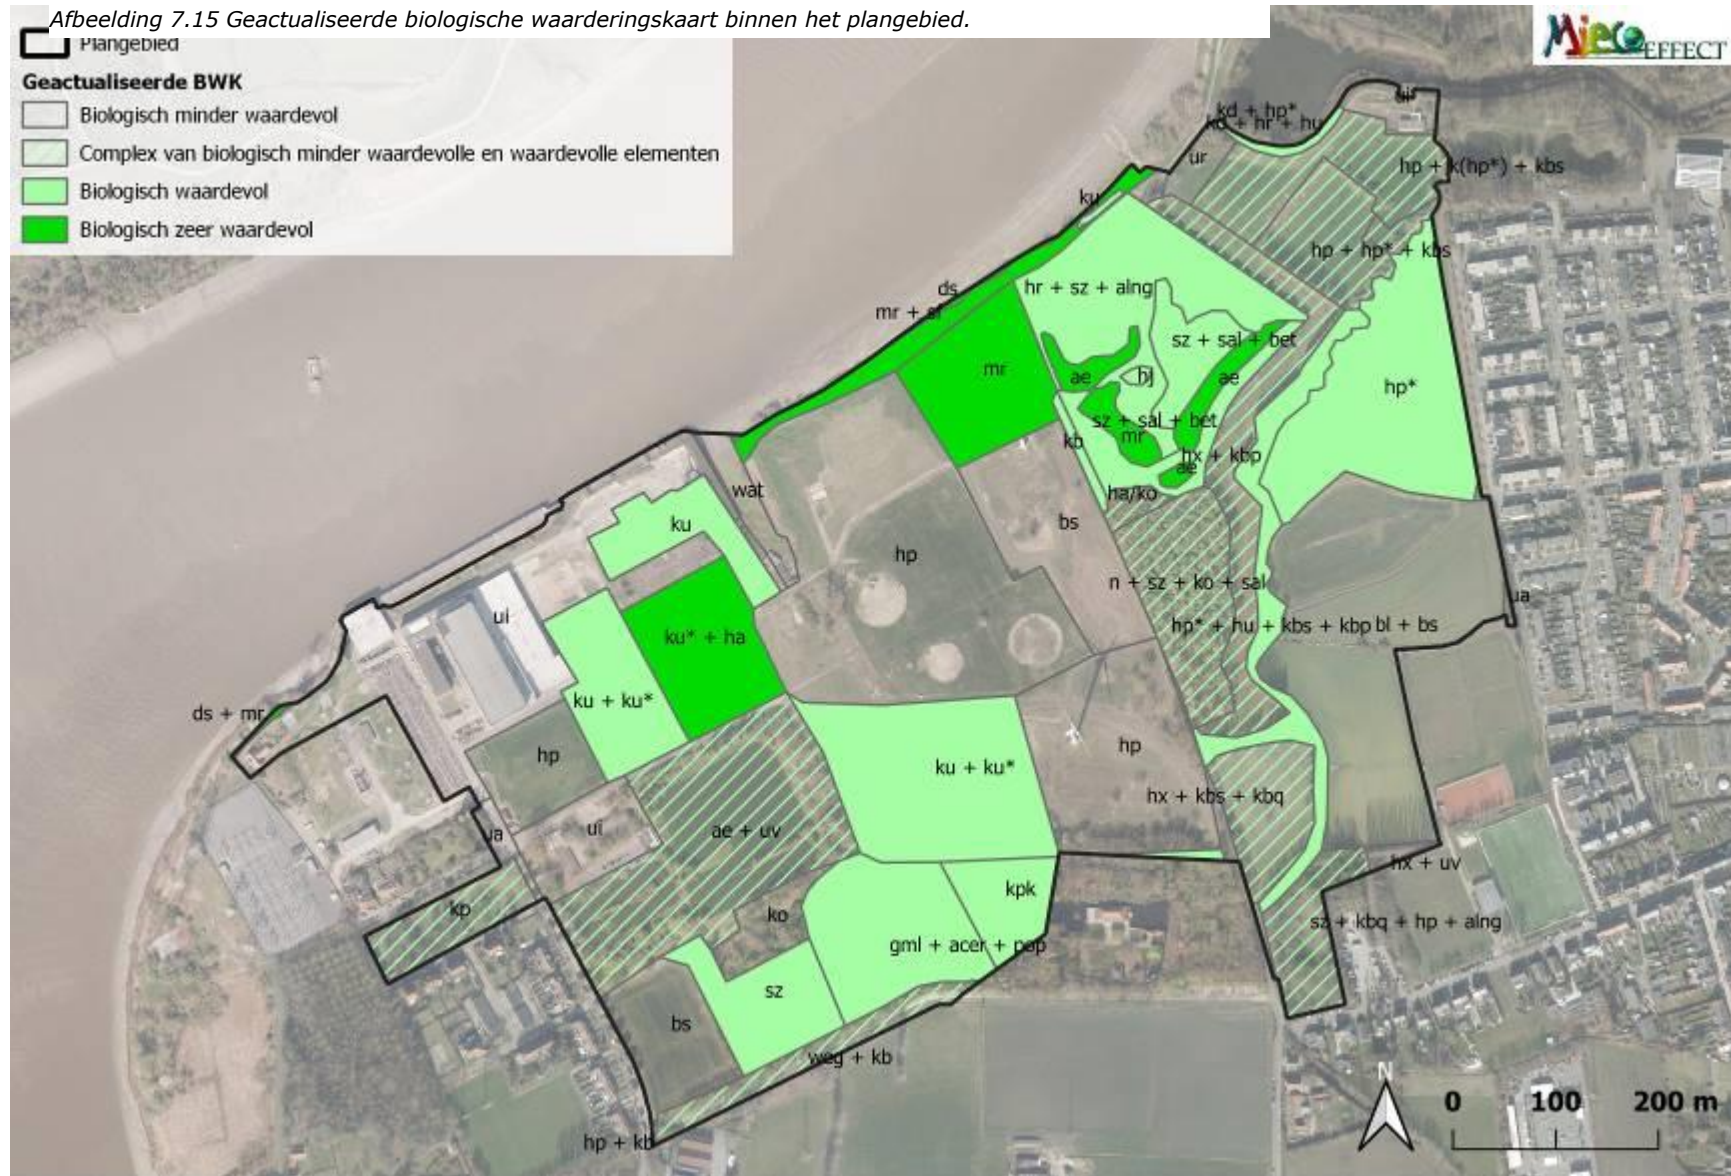 Afbeelding 7.15 Geactualiseerde biologische waarderingskaart binnen het plangebied.
Plangebied
Geactualiseerde BWK
Biologisch minder waardevol
Complex van biologisch minder waardevolle en waardevolle elementen
Biologisch waardevol
Biologisch zeer waardevol
MiecoEFFECT
ui
kd + hp*
kd + hr + hu
ur
hp + k(hp*) + kbs
ku
hp + hp* + kbs
ds
hr + sz + alng
mr + sf
sz + sal + bet
mr
ae
hj
ae
hp*
sz + sal + bet
mr
kb
hx + kbp
ae
wat
ha/ko
ku
bs
hp
n + sz + ko + sal
ua
ui
ku* + ha
hp* + hu + kbs + kbp
bl + bs
ku + ku*
ds + mr
hp
hp
ku + ku*
hx + kbs + kbq
ua
ui
ae + uv
hx + uv
kpk
kp
ko
sz + kbq + hp + alng
gml + acer + pop
sz
bs
weg + kb
hp + kb
N
0 100 200 m